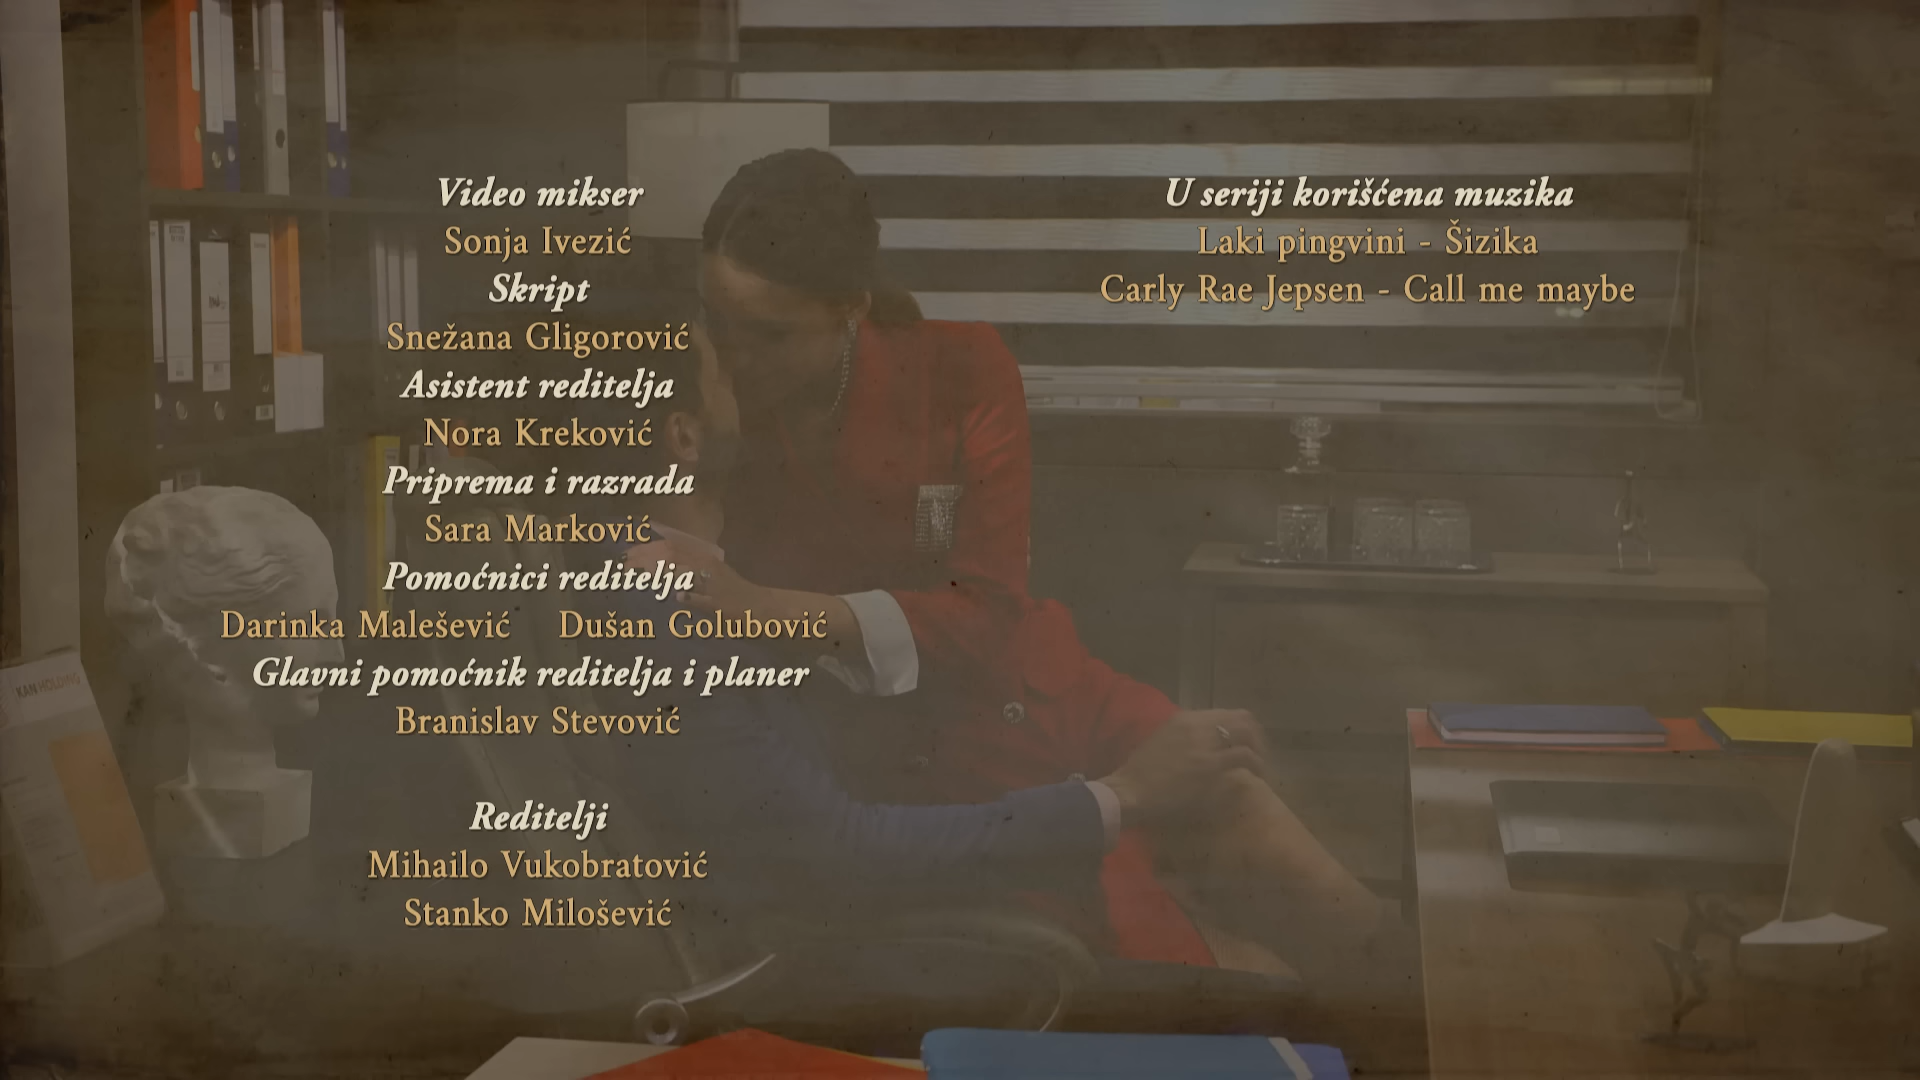 Video mikser
Sonja Ivezić
Skript
Snežana Gligorović
Asistent reditelja
Nora Kreković
Priprema i razrada
Sara Marković
Pomoćnici reditelja
Darinka Malešević Dušan Golubović
Glavni pomoćnik reditelja i planer
Branislav Stevović
Reditelji
Mihailo Vukobratović
Stanko Milošević
U seriji korišćena muzika
Laki pingvini - Šizika
Carly Rae Jepsen - Call me maybe
KAN HOLDING